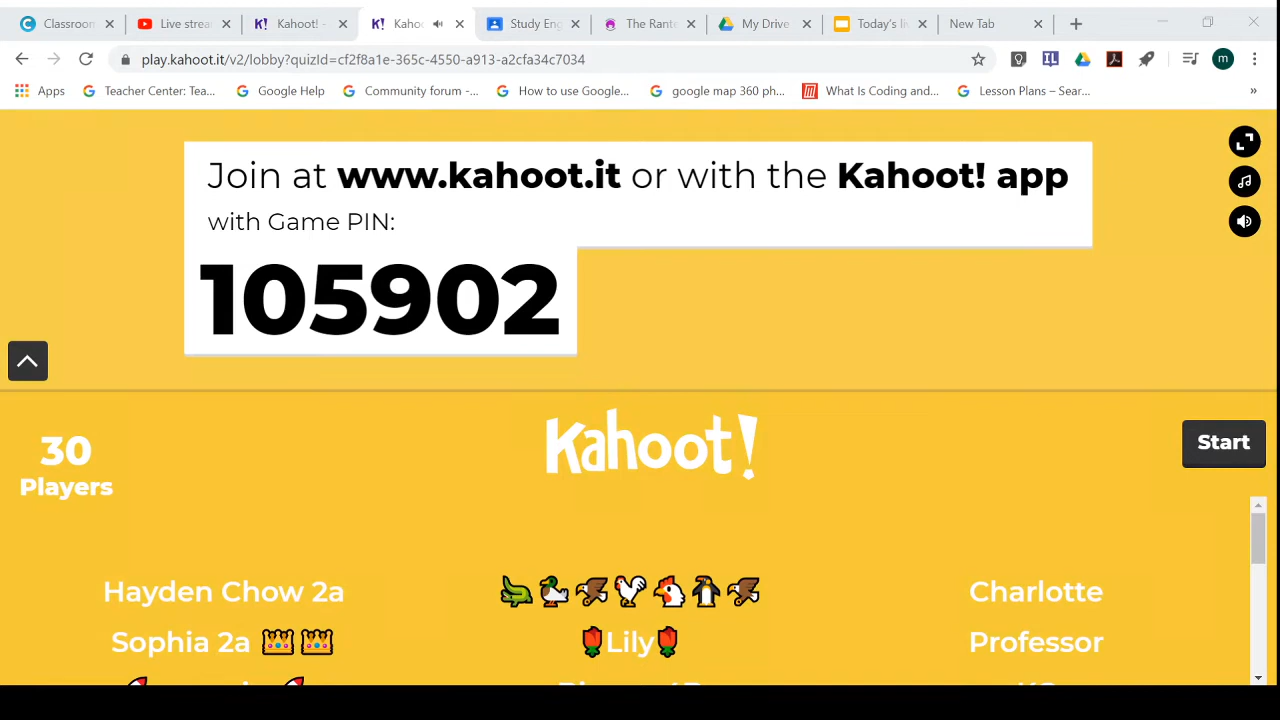 Classroom
Live strea
Kahoot! -
Kahoo
Study Eng
The Rante
My Drive
Today's li
New Tab
play.kahoot.it/v2/lobby?quizId=cf2f8a1e-365c-4550-a913-a2cfa34c7034
m
Apps
Teacher Center: Tea...
Google Help
Community forum -...
How to use Google...
google map 360 ph...
What Is Coding and...
Lesson Plans – Sear...
»
Join at www.kahoot.it or with the Kahoot! app
with Game PIN:
105902
30
Players
Kahoot!
Start
Hayden Chow 2a
Charlotte
Sophia 2a
Lily
Professor